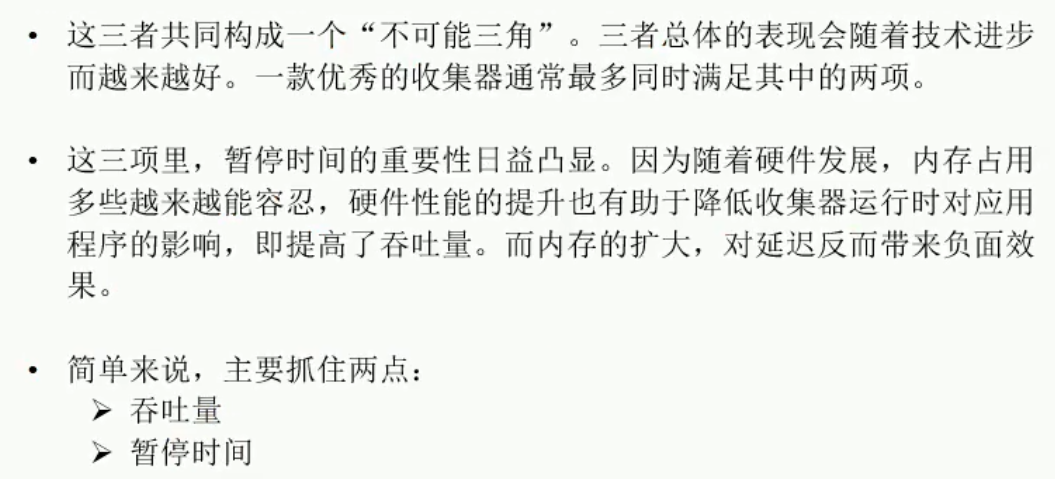 • 这三者共同构成一个“不可能三角”。三者总体的表现会随着技术进步
而越来越好。一款优秀的收集器通常最多同时满足其中的两项。
• 这三项里，暂停时间的重要性日益凸显。因为随着硬件发展，内存占用
多些越来越能容忍，硬件性能的提升也有助于降低收集器运行时对应用
程序的影响，即提高了吞吐量。而内存的扩大，对延迟反而带来负面效
果。
• 简单来说，主要抓住两点：
➢ 吞吐量
➢ 暂停时间